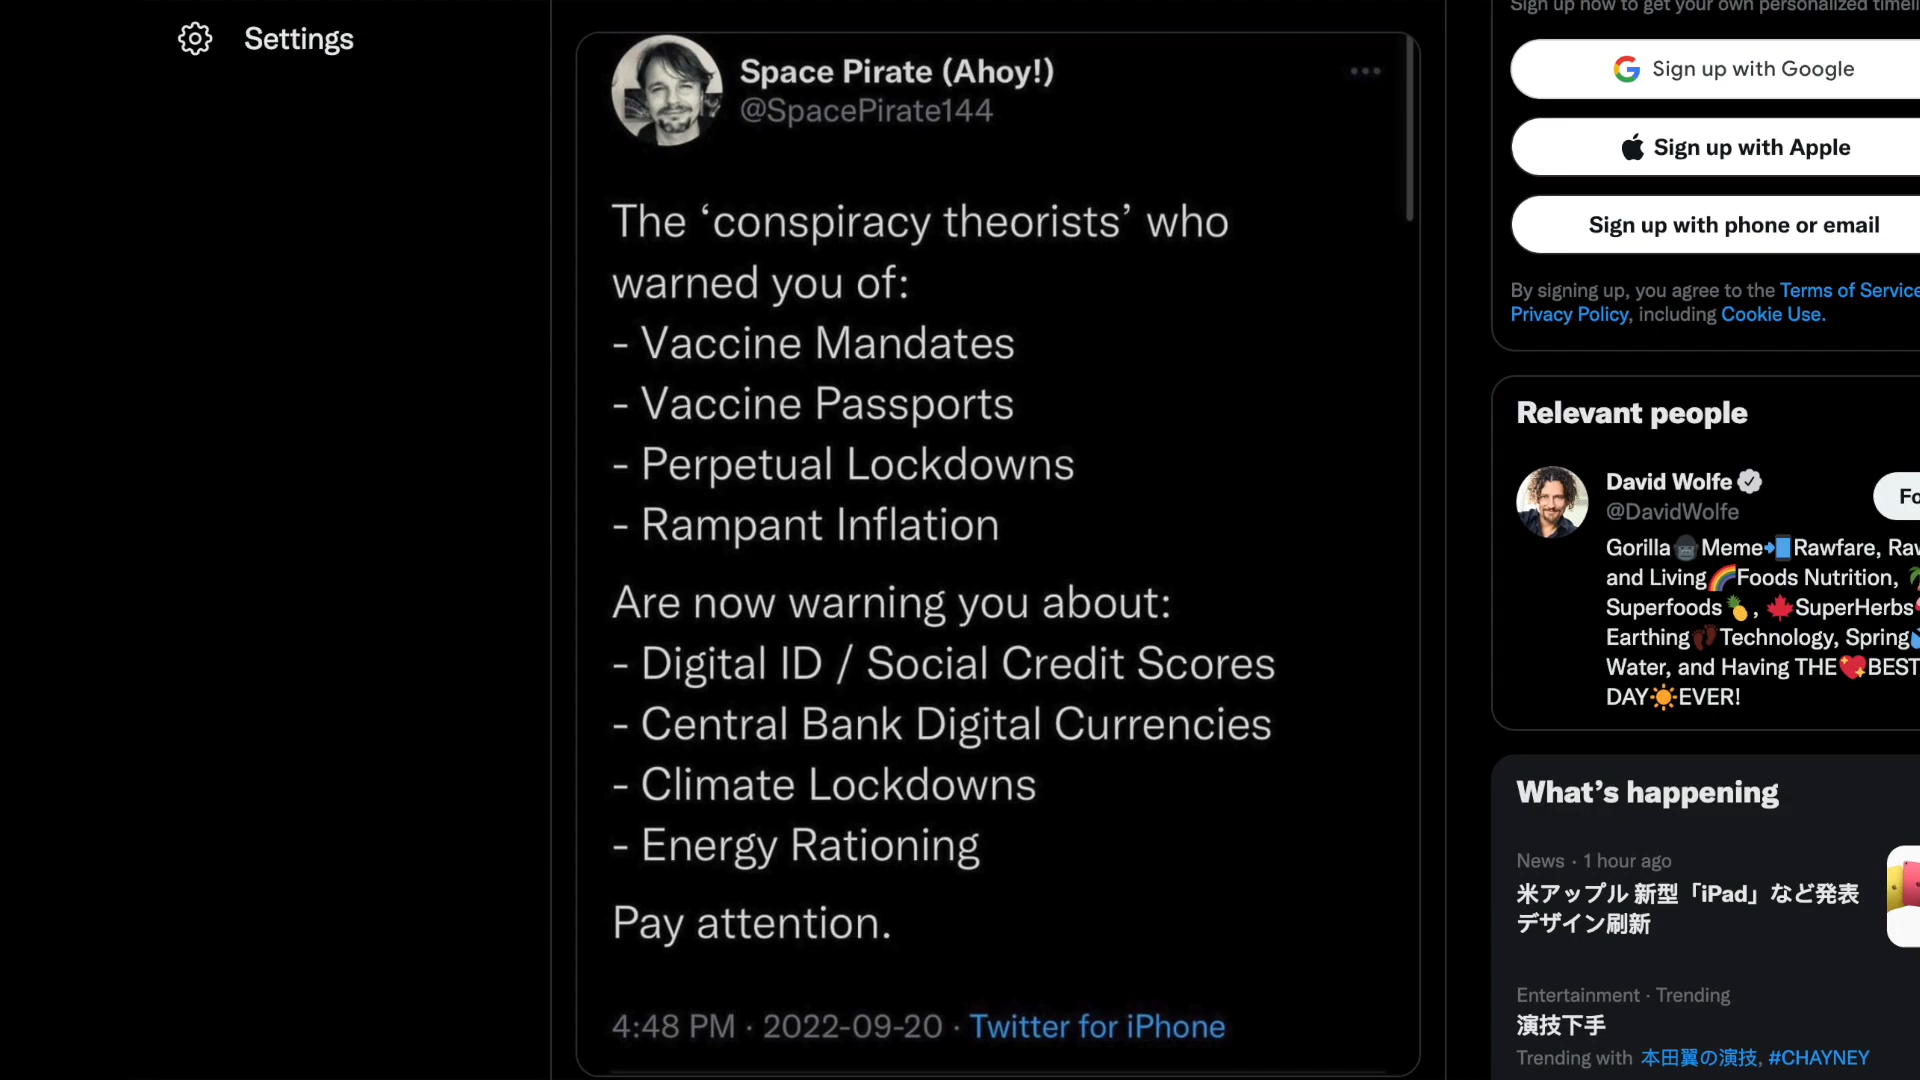 Settings
Space Pirate (Ahoy!)
@SpacePirate144
The ‘conspiracy theorists’ who
warned you of:
- Vaccine Mandates
- Vaccine Passports
- Perpetual Lockdowns
- Rampant Inflation
Are now warning you about:
- Digital ID / Social Credit Scores
- Central Bank Digital Currencies
- Climate Lockdowns
- Energy Rationing
Pay attention.
4:48 PM · 2022-09-20 · Twitter for iPhone
Sign up now to get your own personalized timeli
Sign up with Google
Sign up with Apple
Sign up with phone or email
By signing up, you agree to the Terms of Service
Privacy Policy, including Cookie Use.
Relevant people
David Wolfe
@DavidWolfe
Fo
Gorilla🦍Meme📲Rawfare, Raw
and Living🌈Foods Nutrition,
Superfoods🍍, 🍁SuperHerbs
Earthing👣Technology, Spring
Water, and Having THE💖BEST
DAY☀️EVER!
What’s happening
News · 1 hour ago
米アップル 新型「iPad」など発表
デザイン刷新
Entertainment · Trending
演技下手
Trending with 本田翼の演技, #CHAYNEY